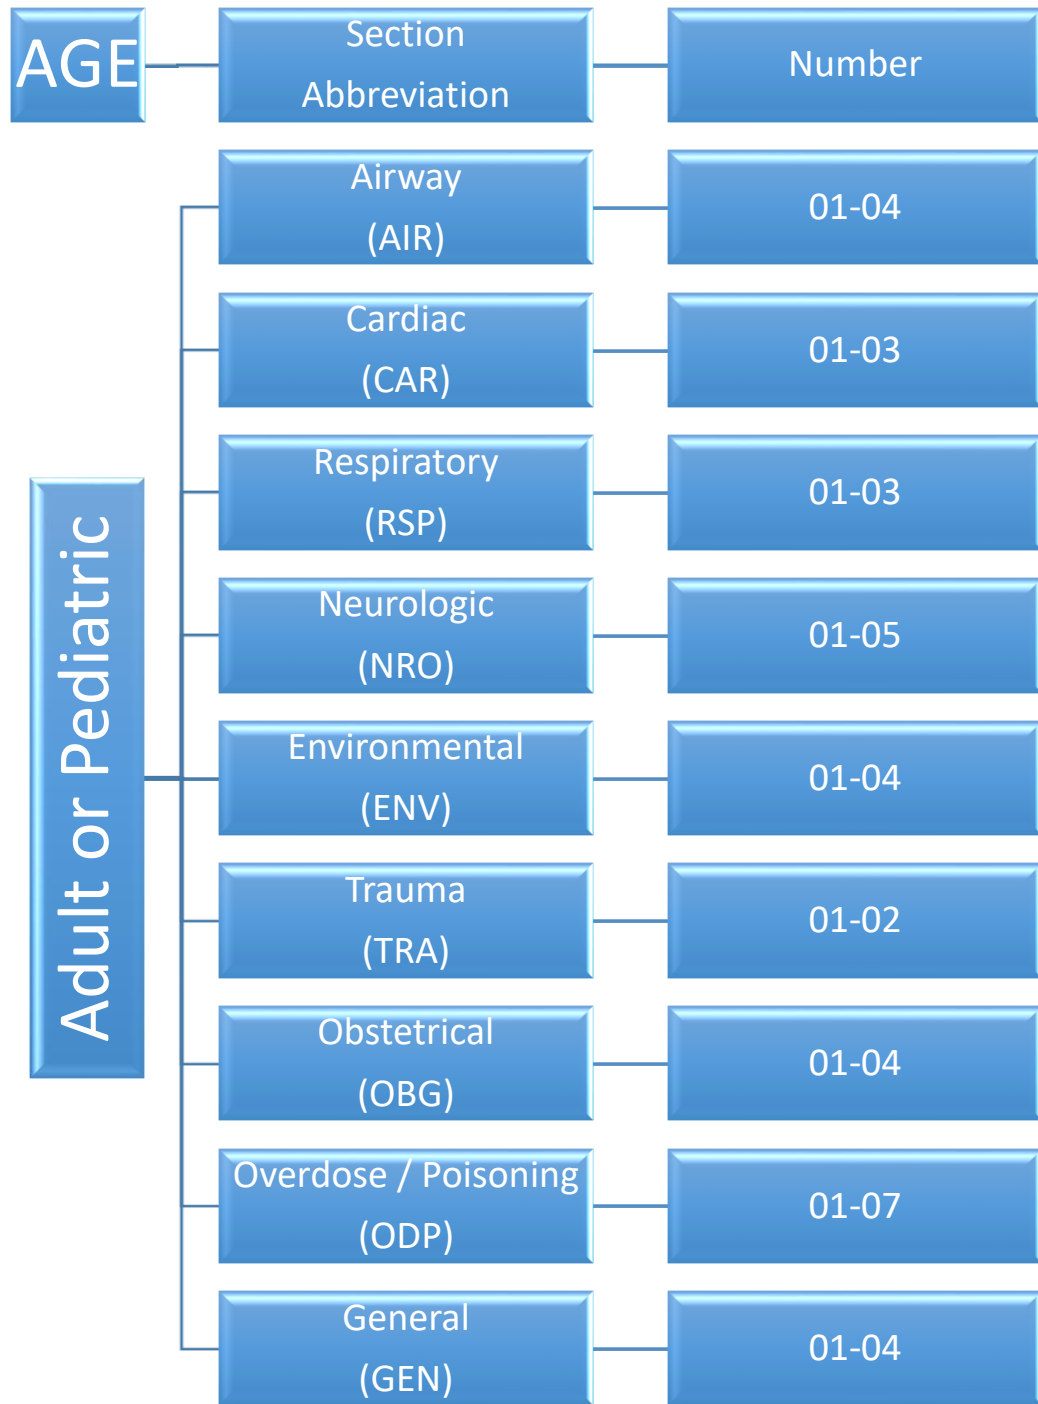 AGE
Section
Abbreviation
Number
Adult or Pediatric
Airway
(AIR)
01-04
Cardiac
(CAR)
01-03
Respiratory
(RSP)
01-03
Neurologic
(NRO)
01-05
Environmental
(ENV)
01-04
Trauma
(TRA)
01-02
Obstetrical
(OBG)
01-04
Overdose / Poisoning
(ODP)
01-07
General
(GEN)
01-04